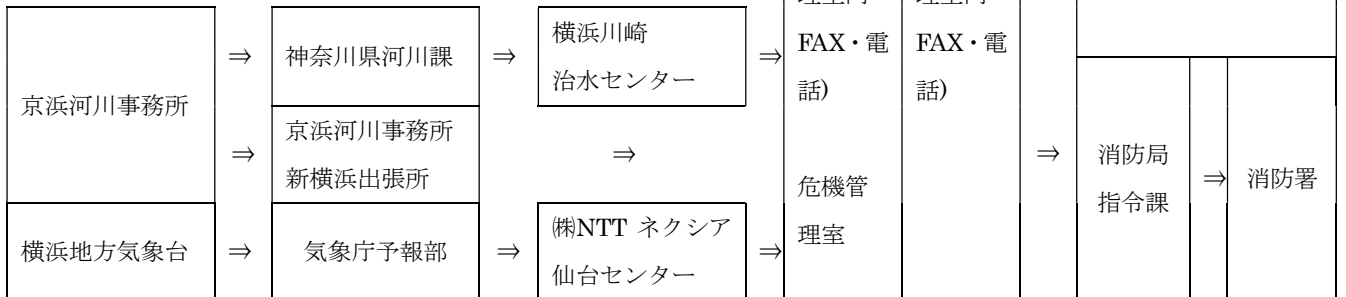 京浜河川事務所
⇒
神奈川県河川課
⇒
横浜川崎
治水センター
⇒
FAX・電
話)
FAX・電
話)
⇒
京浜河川事務所
新横浜出張所
⇒
危機管
理室
⇒
消防局
指令課
⇒
消防署
横浜地方気象台
⇒
気象庁予報部
⇒
㈱NTT ネクシア
仙台センター
⇒